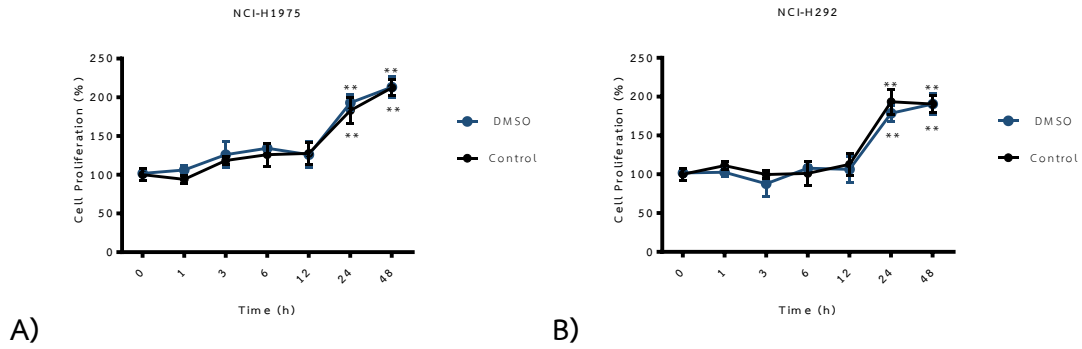 NCI-H1975
250
200
150
100
50
0
Cell Proliferation (%)
**
**
**
**
0 1 3 6 12 24 48
Time (h)
DMSO
Control
A)
NCI-H292
250
200
150
100
50
0
Cell Proliferation (%)
**
**
**
**
0 1 3 6 12 24 48
Time (h)
DMSO
Control
B)